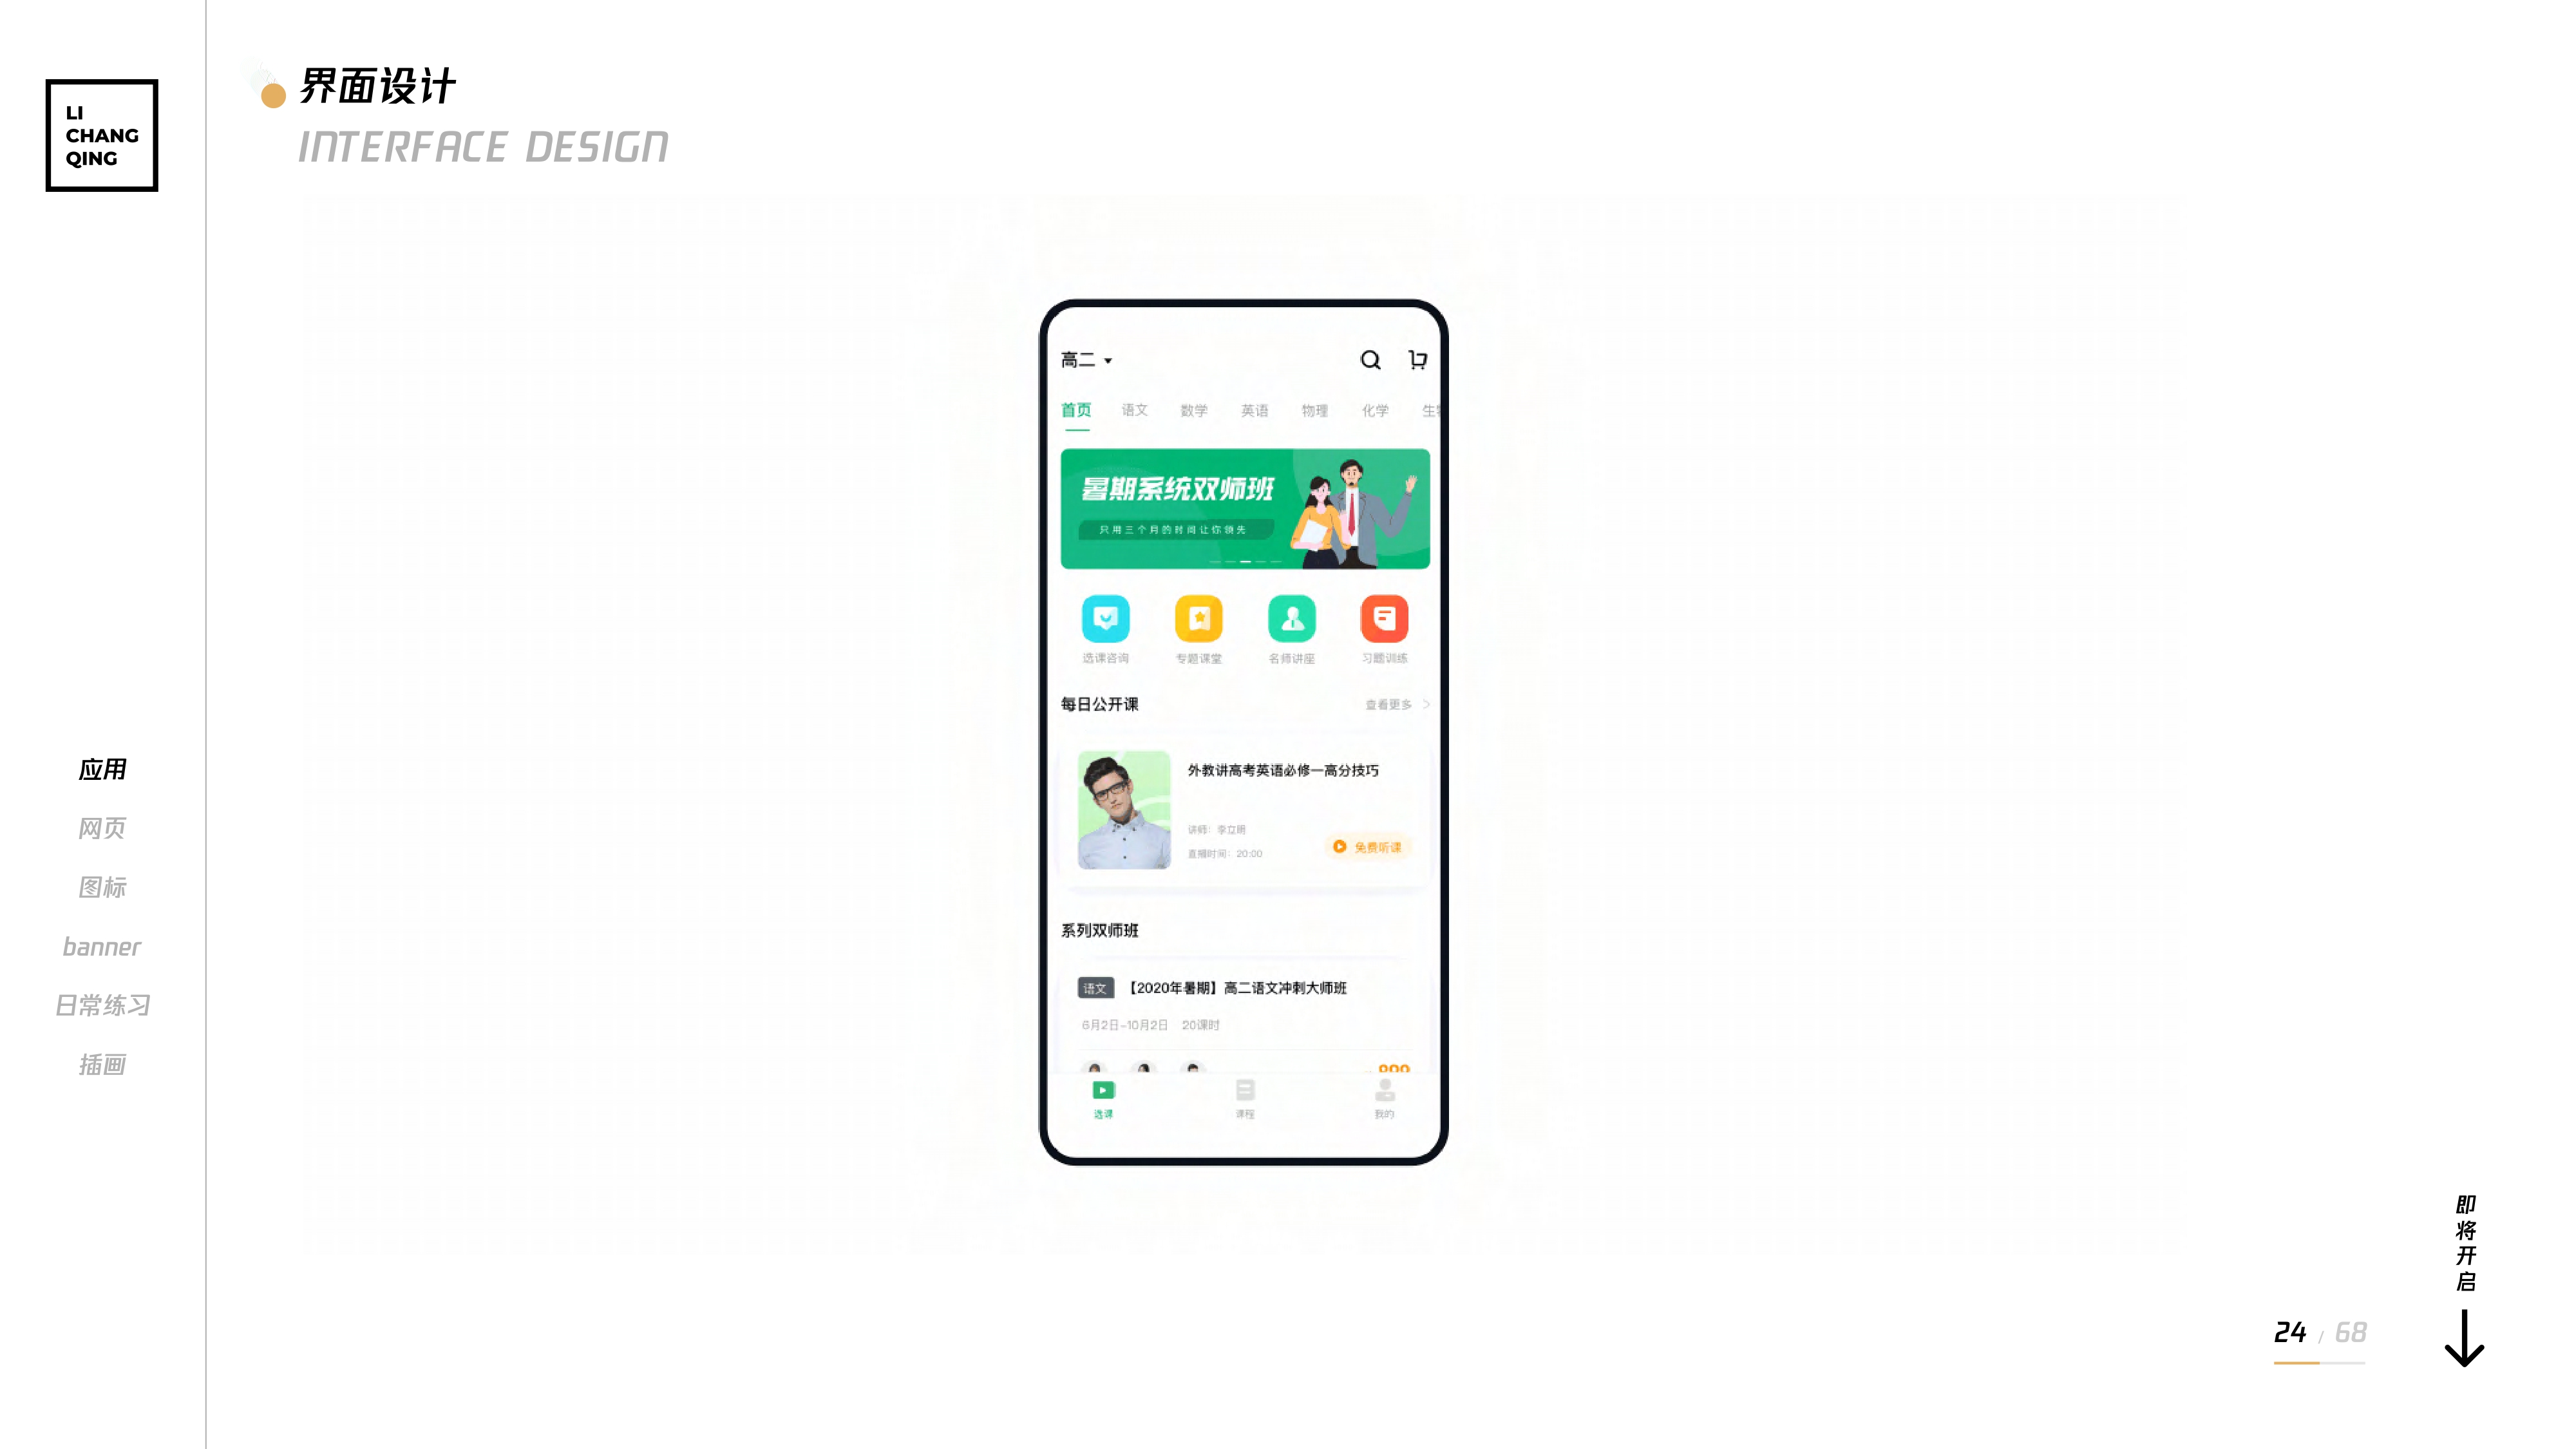 LI
CHANG
QING
界面设计
INTERFACE DESIGN
应用
网页
图标
banner
日常练习
插画
高二
首页 语文 数学 英语 物理 化学 生
暑期系统双师班
只用三个月的时间让你领先
选课咨询 专题课堂 名师讲座 习题训练
每日公开课 查看更多 >
外教讲高考英语必修一高分技巧
讲师：李立明
直播时间：20:00
免费听课
系列双师班
语文 【2020年暑期】高二语文冲刺大师班
6月2日-10月2日 20课时
选课 课程 我的
即将开启
24 / 68